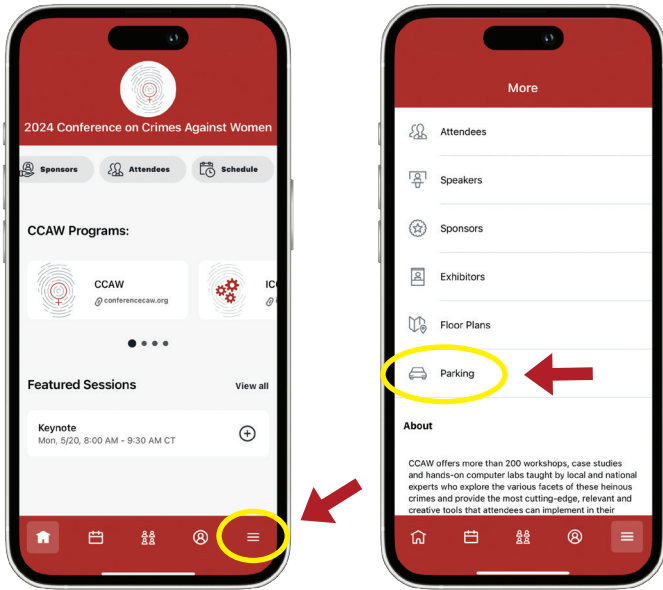 2024 Conference on Crimes Against Women
Sponsors
Attendees
Schedule
CCAW Programs:
CCAW
conferencecaw.org
IC
Featured Sessions
View all
Keynote
Mon, 5/20, 8:00 AM - 9:30 AM CT
More
Attendees
Speakers
Sponsors
Exhibitors
Floor Plans
Parking
About
CCAW offers more than 200 workshops, case studies
and hands-on computer labs taught by local and national
experts who explore the various facets of these heinous
crimes and provide the most cutting-edge, relevant and
creative tools that attendees can implement in their